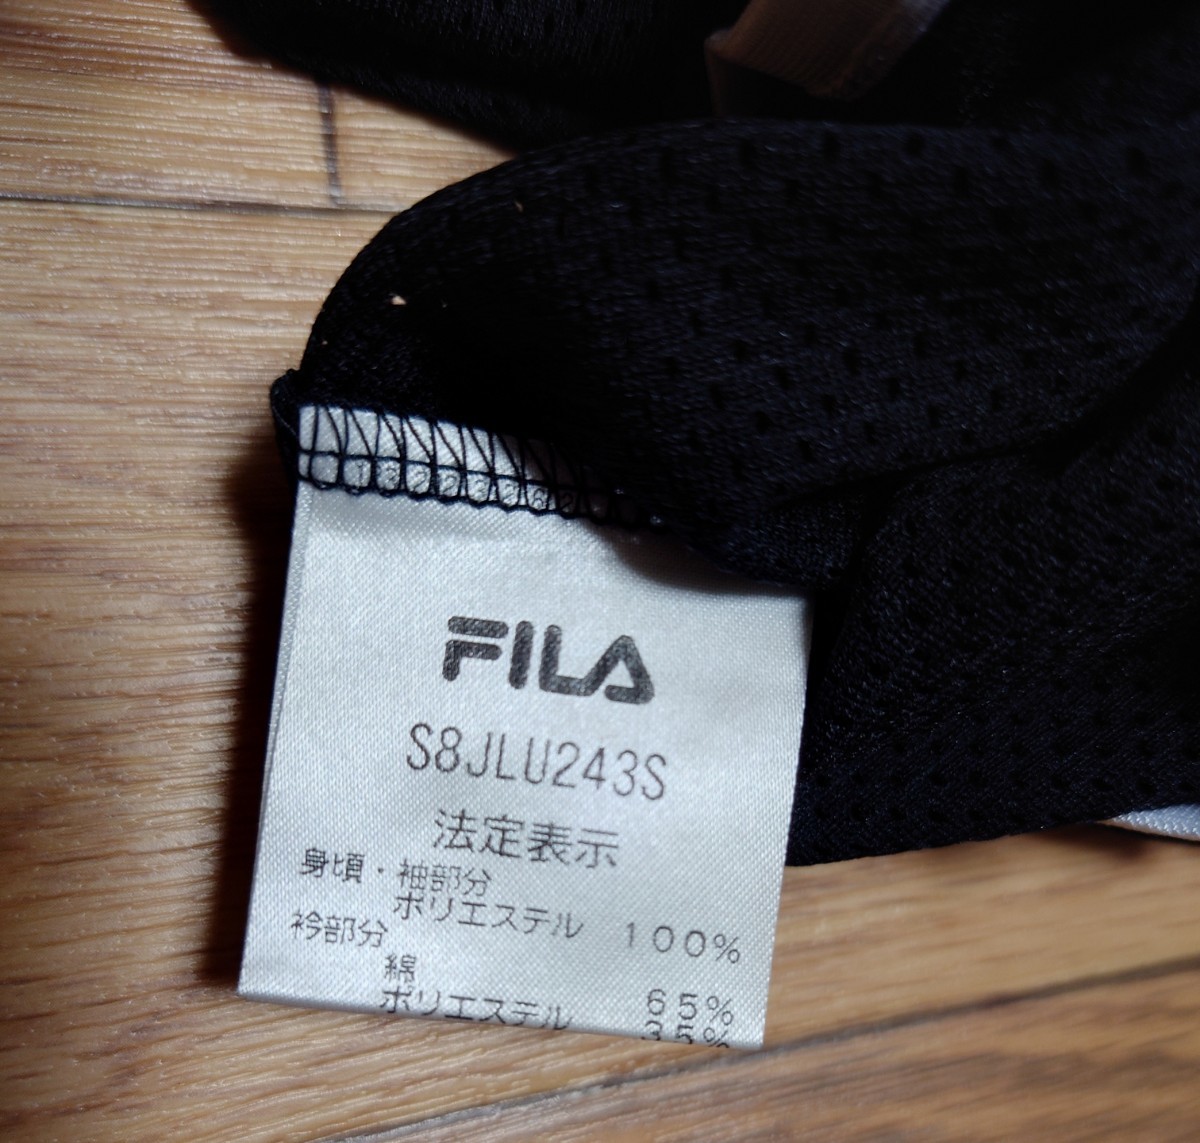 FILA
S8JLU243S
法定表示
身頃・袖部分
ポリエステル 100%
衿部分
綿 65%
ポリエステル 35%